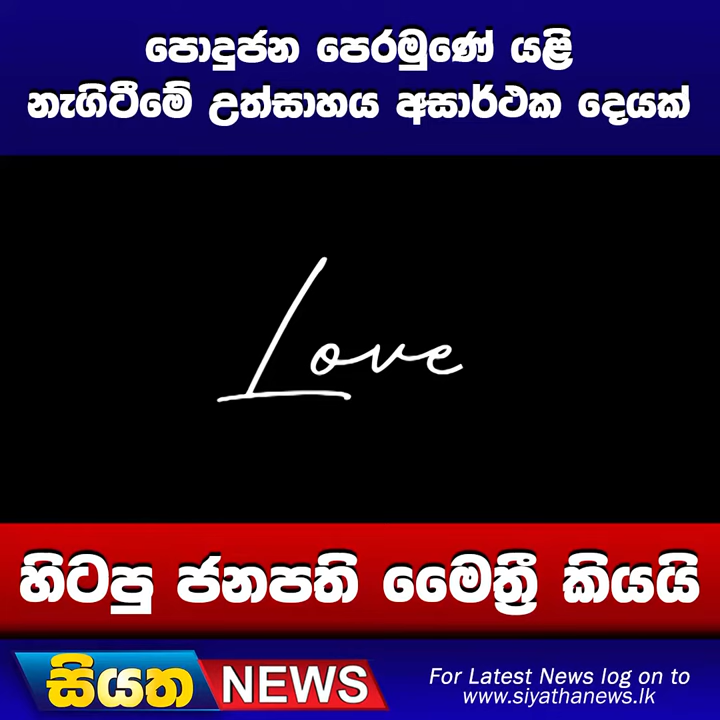 පොදුජන පෙරමුණේ යළි
නැගිටීමේ උත්සාහය අසාර්ථක දෙයක්
Love
හිටපු ජනපති මෛත්‍රී කියයි
සියත NEWS
For Latest News log on to
www.siyathanews.lk